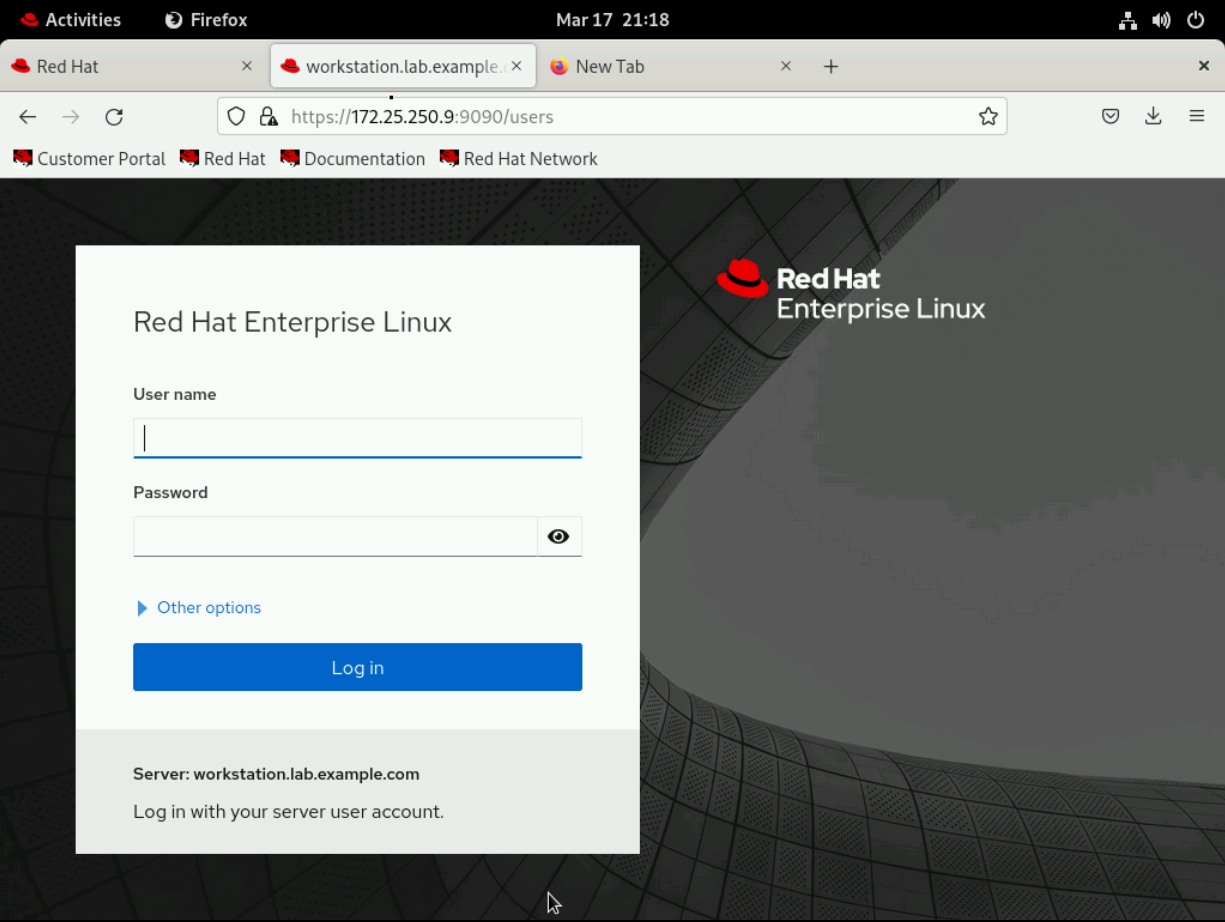 Activities Firefox Mar 17 21:18
Red Hat workstation.lab.example.c New Tab
https://172.25.250.9:9090/users
Customer Portal Red Hat Documentation Red Hat Network
Red Hat
Enterprise Linux
Red Hat Enterprise Linux
User name
Password
Other options
Log in
Server: workstation.lab.example.com
Log in with your server user account.